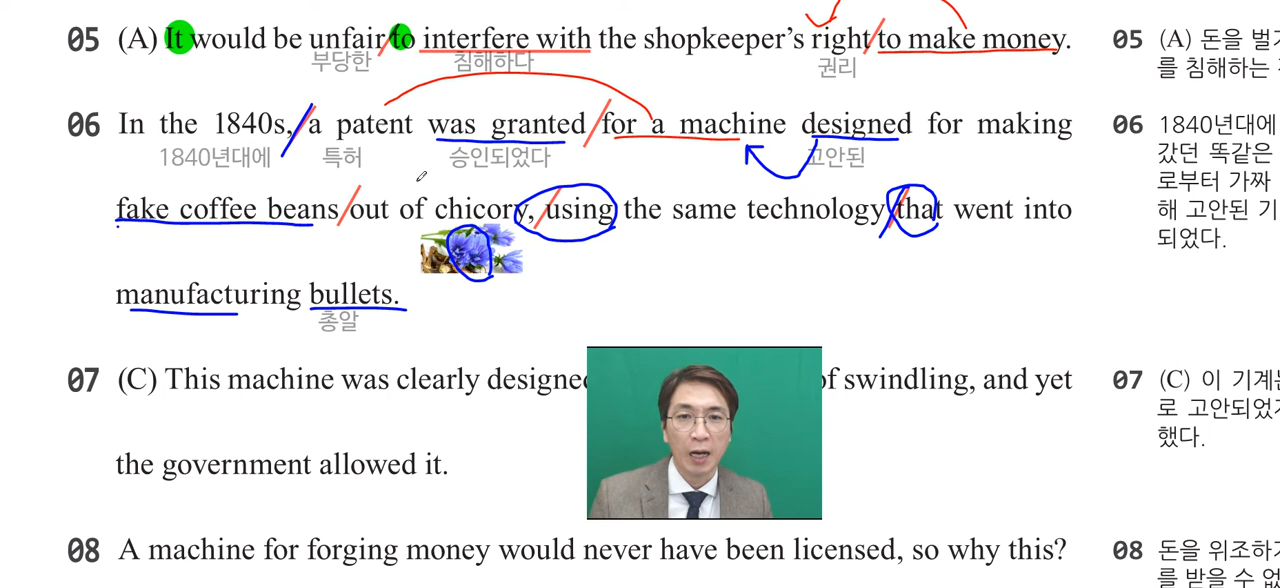 05 (A) It would be unfair to interfere with the shopkeeper's right to make money.
부당한 침해하다 권리
06 In the 1840s, a patent was granted for a machine designed for making
1840년대에 특허 승인되었다 고안된
fake coffee beans out of chicory, using the same technology that went into
manufacturing bullets.
총알
07 (C) This machine was clearly designed of swindling, and yet
the government allowed it.
08 A machine for forging money would never have been licensed, so why this?
05 (A) 돈을 벌
를 침해하는
06 1840년대에
갔던 똑같은
로부터 가짜
해 고안된 기
되었다.
07 (C) 이 기계
로 고안되었
했다.
08 돈을 위조하
를 받을 수 없